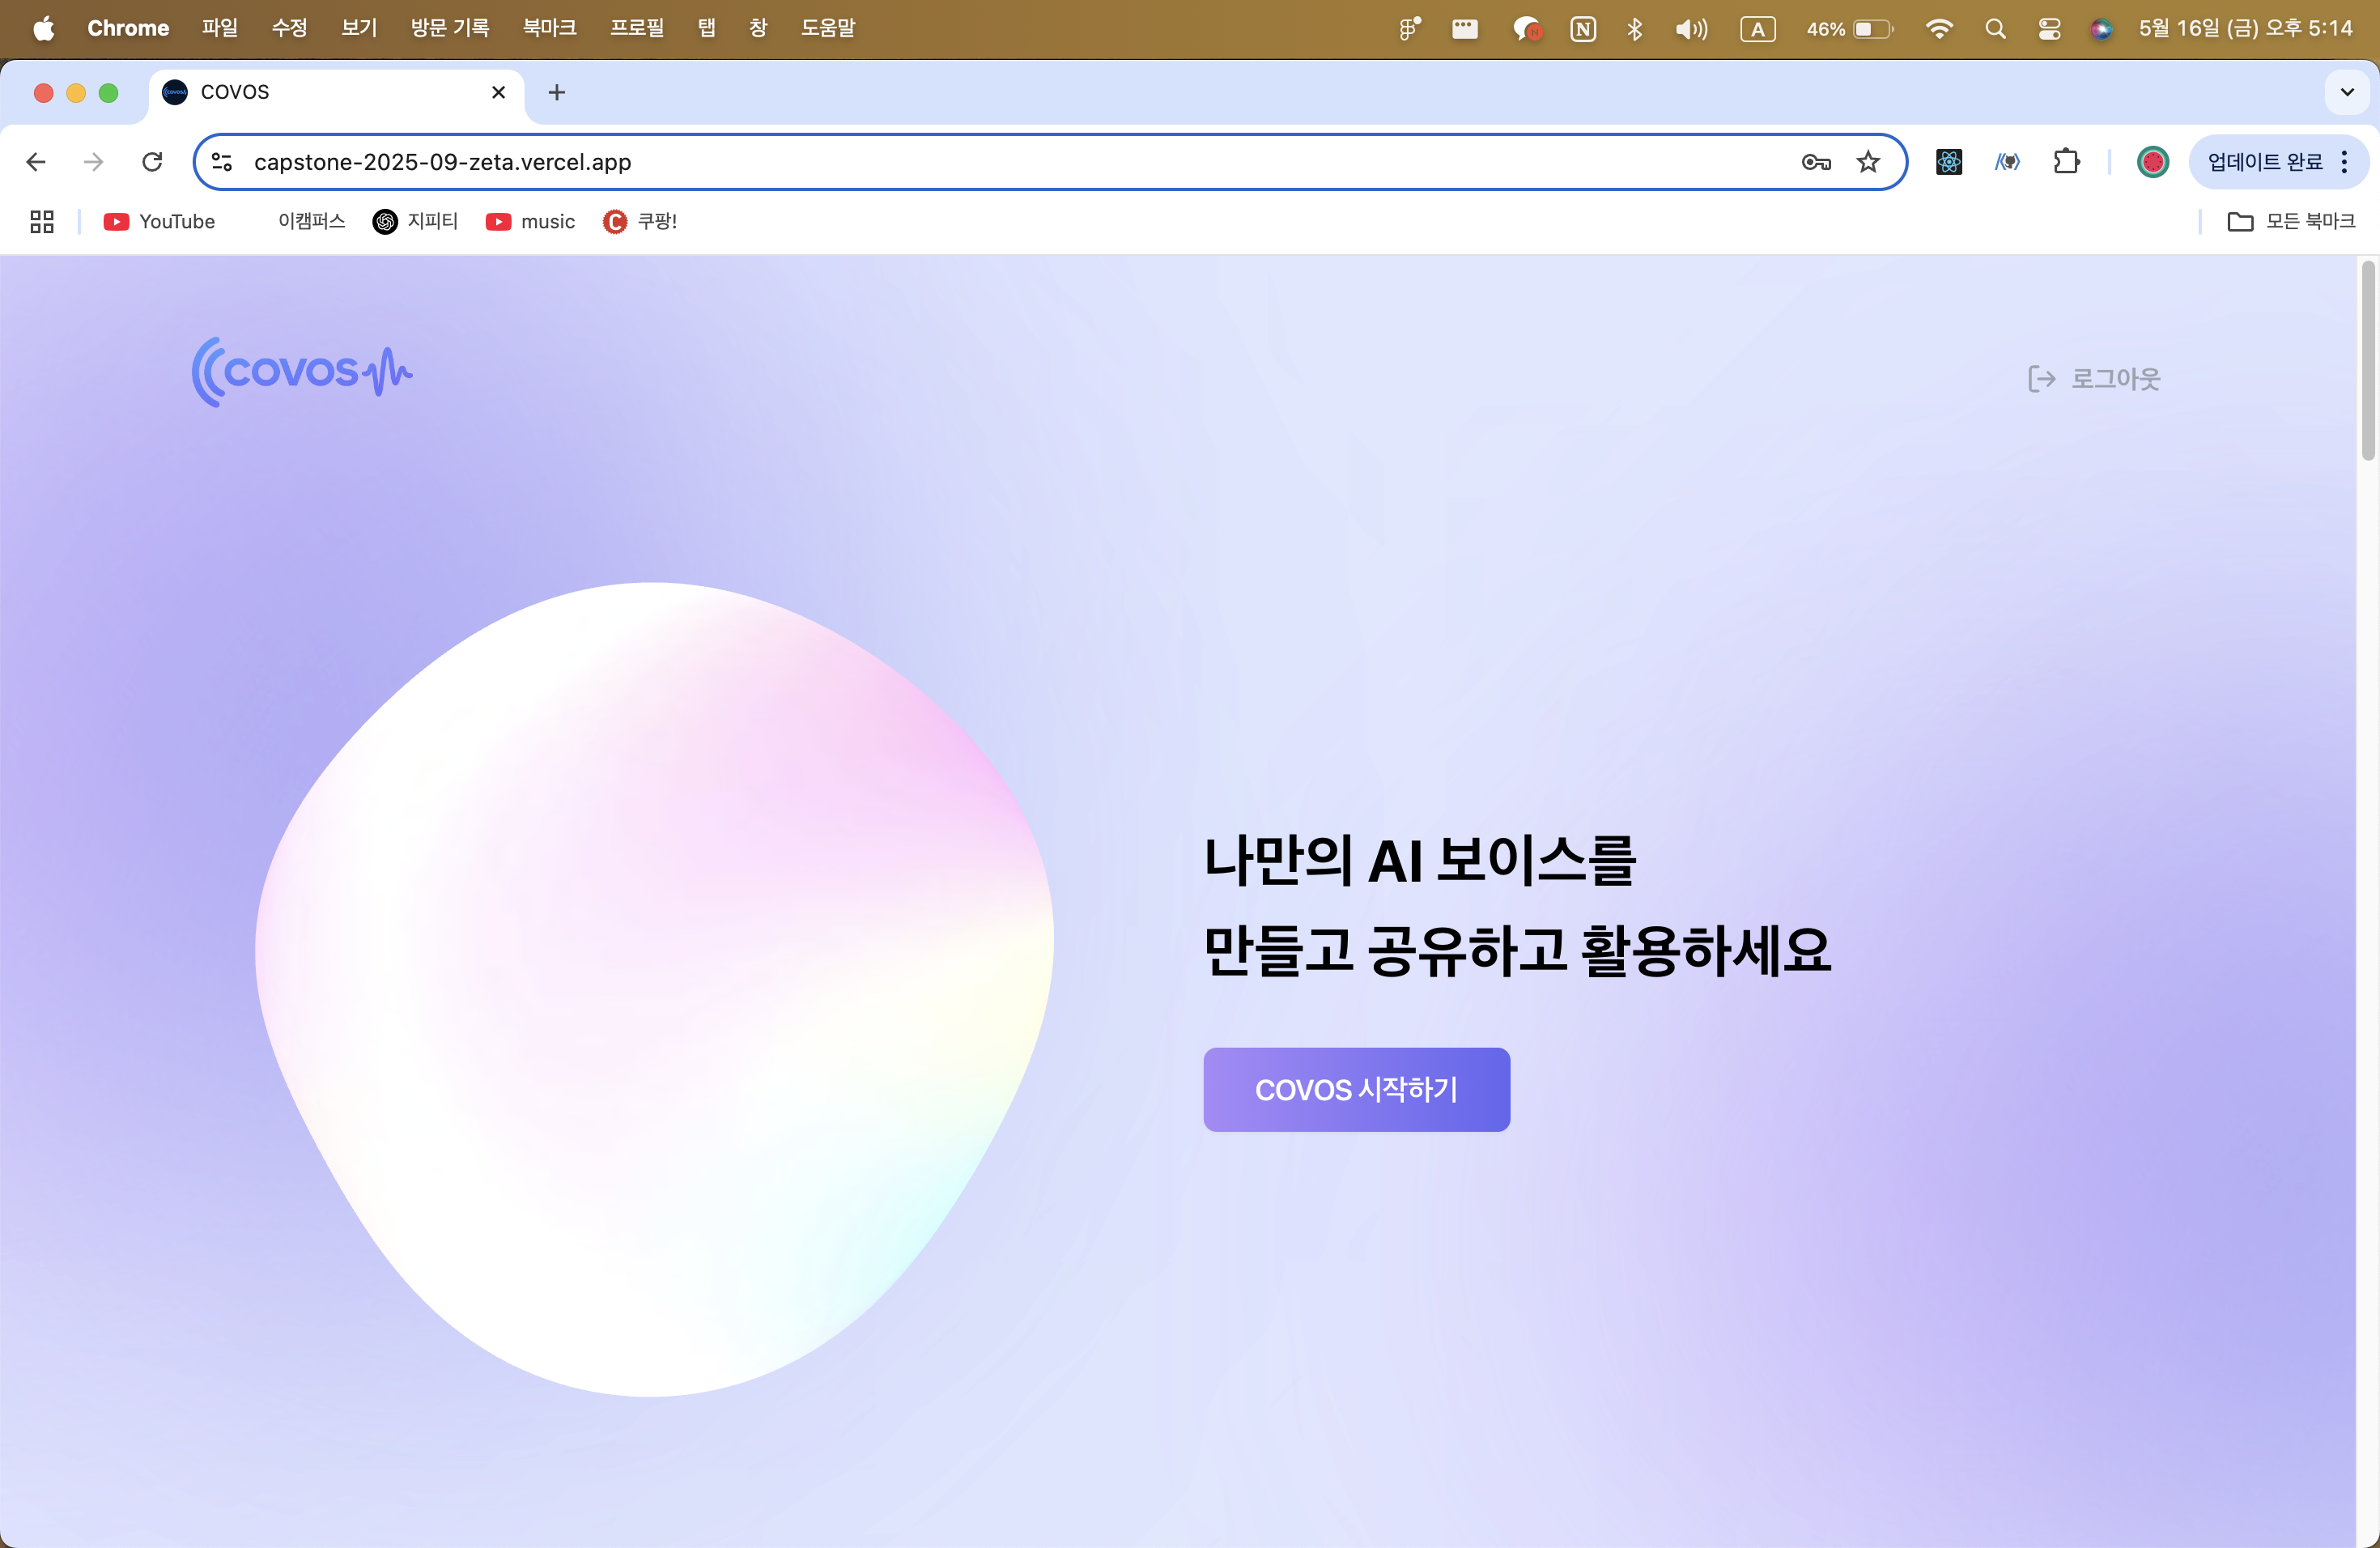 Chrome 파일 수정 보기 방문 기록 북마크 프로필 탭 창 도움말 A 46% 5월 16일 (금) 오후 5:14
COVOS
capstone-2025-09-zeta.vercel.app 업데이트 완료
YouTube 이캠퍼스 지피티 music 쿠팡! 모든 북마크
covos
로그아웃
나만의 AI 보이스를
만들고 공유하고 활용하세요
COVOS 시작하기